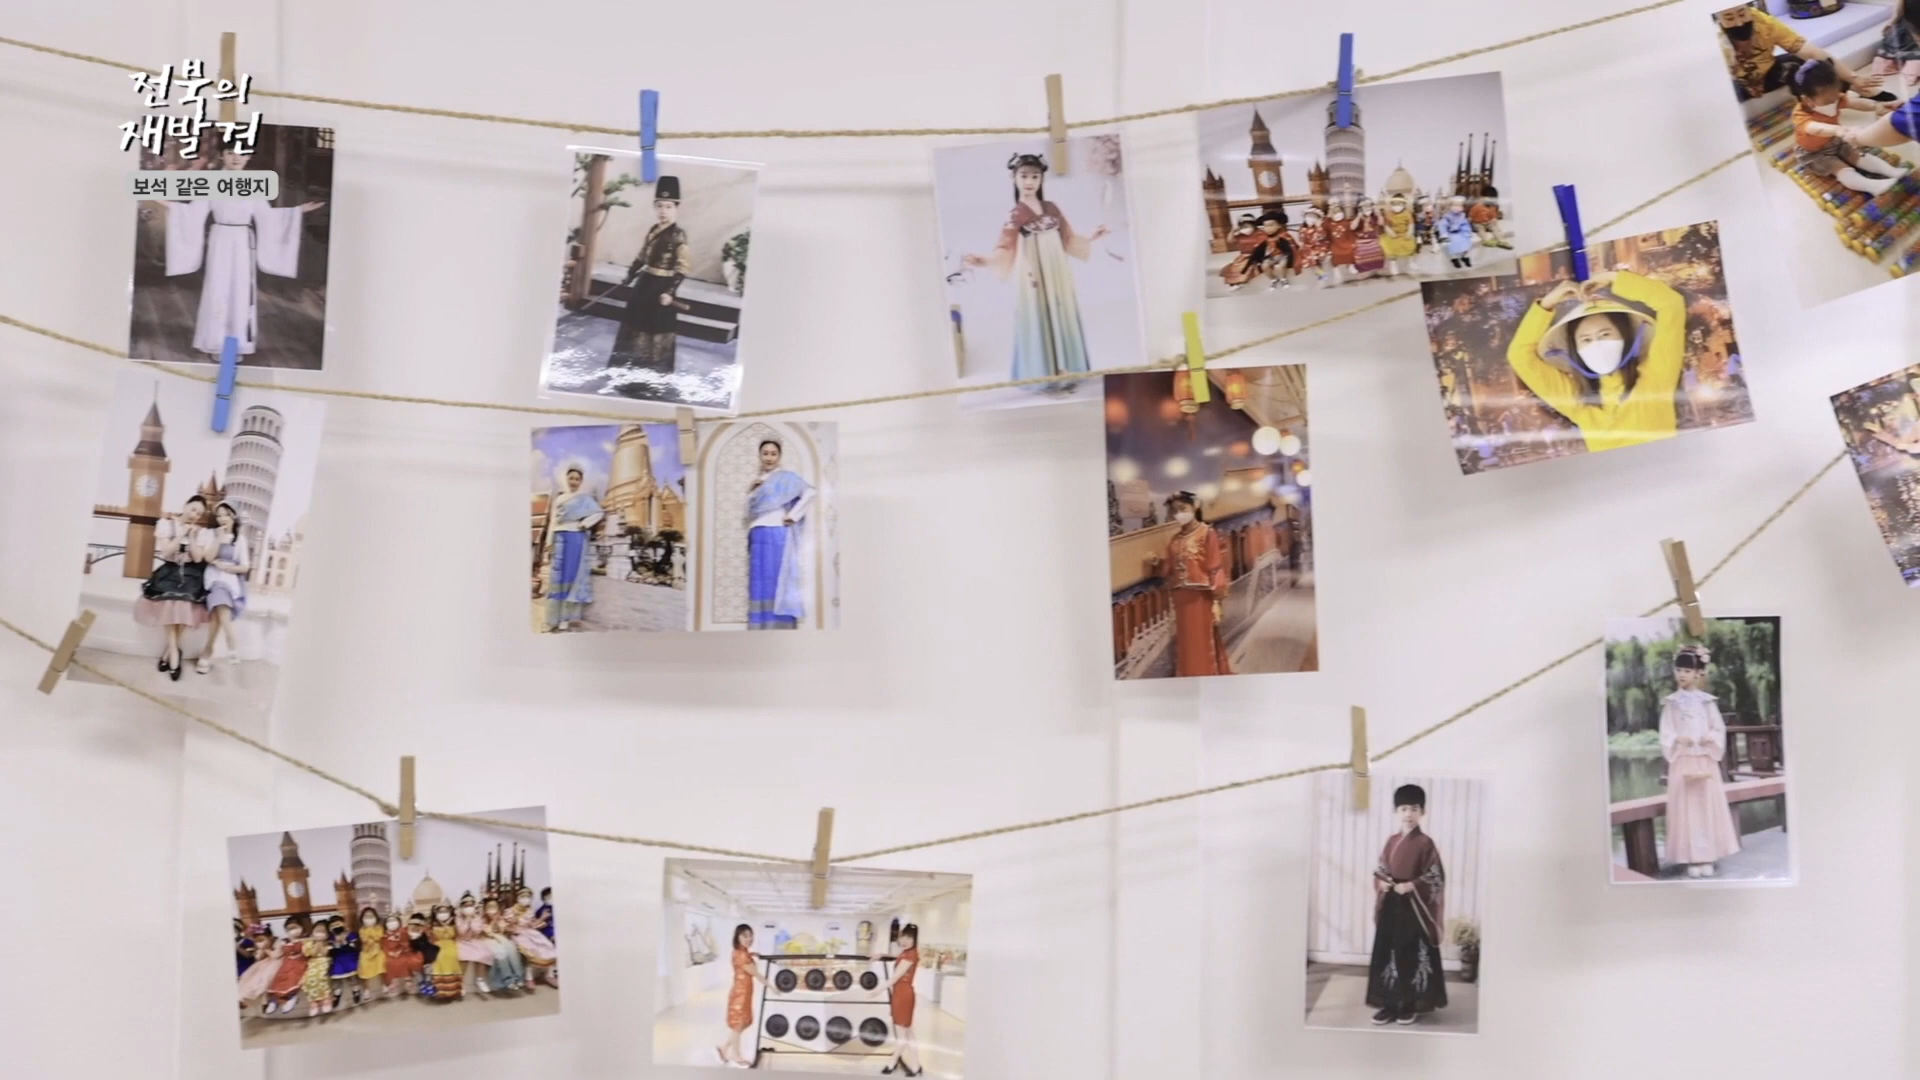 전북의
재발견
보석 같은 여행지